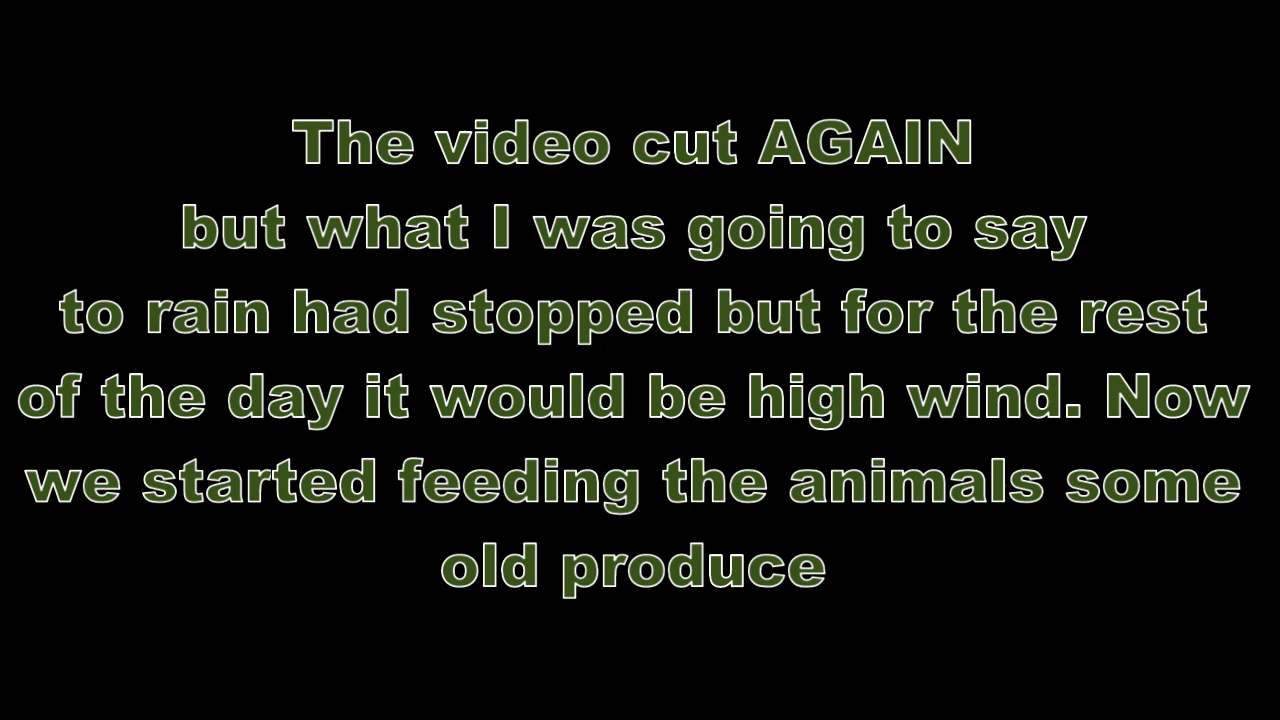 The video cut AGAIN
but what I was going to say
to rain had stopped but for the rest
of the day it would be high wind. Now
we started feeding the animals some
old produce